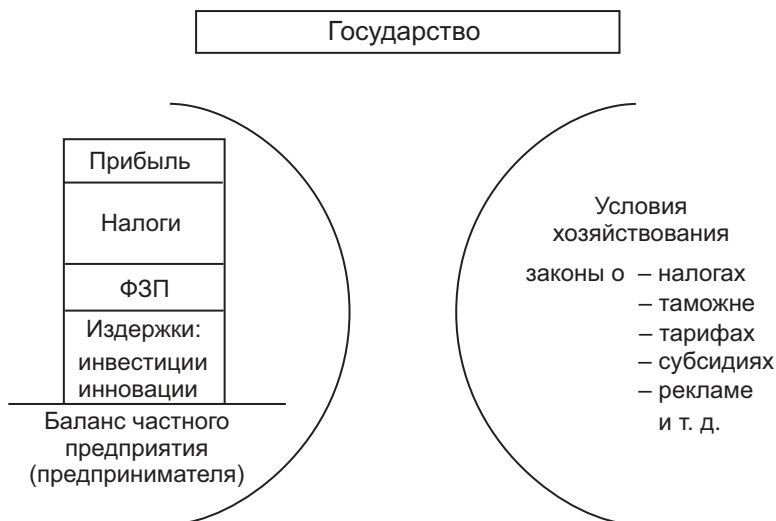 Государство
Прибыль
Налоги
ФЗП
Издержки:
инвестиции
инновации
Баланс частного
предприятия
(предпринимателя)
Условия
хозяйствования
законы о – налогах
– таможне
– тарифах
– субсидиях
– рекламе
и т. д.